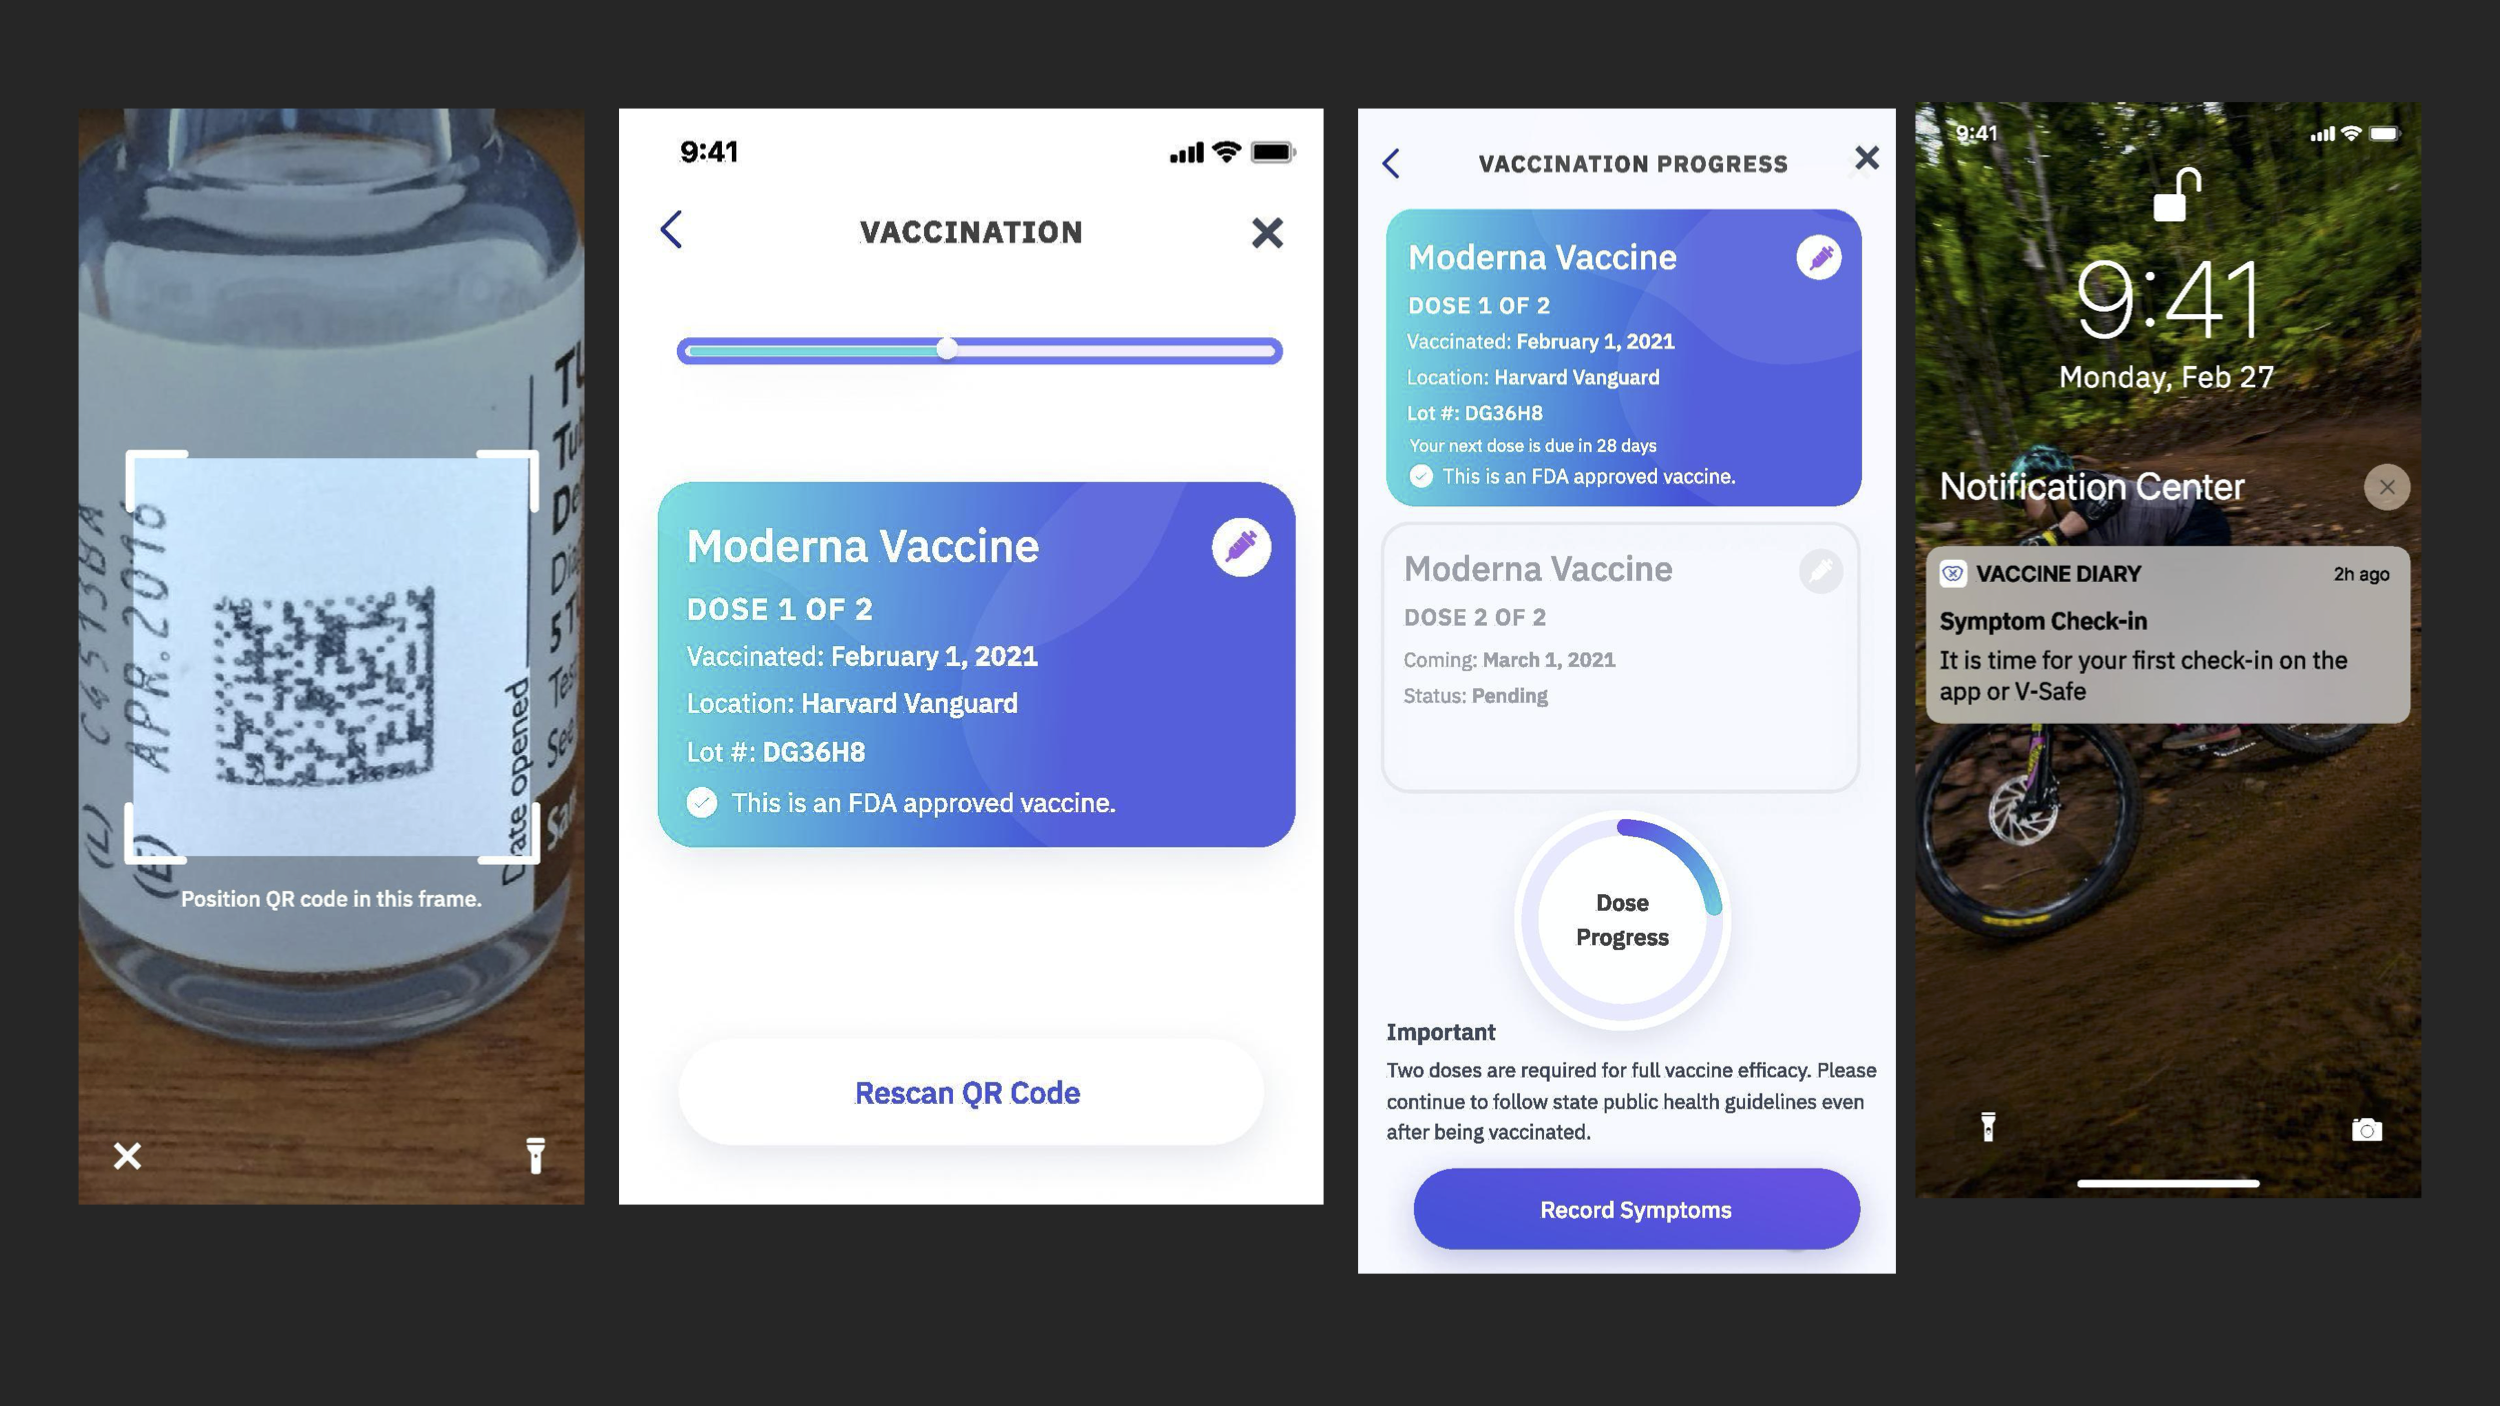 C45193BA
APR.2016
(L)
(E)
Date opened
5
Position QR code in this frame.
9:41
VACCINATION
Moderna Vaccine
DOSE 1 OF 2
Vaccinated: February 1, 2021
Location: Harvard Vanguard
Lot #: DG36H8
This is an FDA approved vaccine.
Rescan QR Code
VACCINATION PROGRESS
Moderna Vaccine
DOSE 1 OF 2
Vaccinated: February 1, 2021
Location: Harvard Vanguard
Lot #: DG36H8
Your next dose is due in 28 days
This is an FDA approved vaccine.
Moderna Vaccine
DOSE 2 OF 2
Coming: March 1, 2021
Status: Pending
Dose
Progress
Important
Two doses are required for full vaccine efficacy. Please
continue to follow state public health guidelines even
after being vaccinated.
Record Symptoms
9:41
9:41
Monday, Feb 27
Notification Center
VACCINE DIARY
2h ago
Symptom Check-in
It is time for your first check-in on the
app or V-Safe